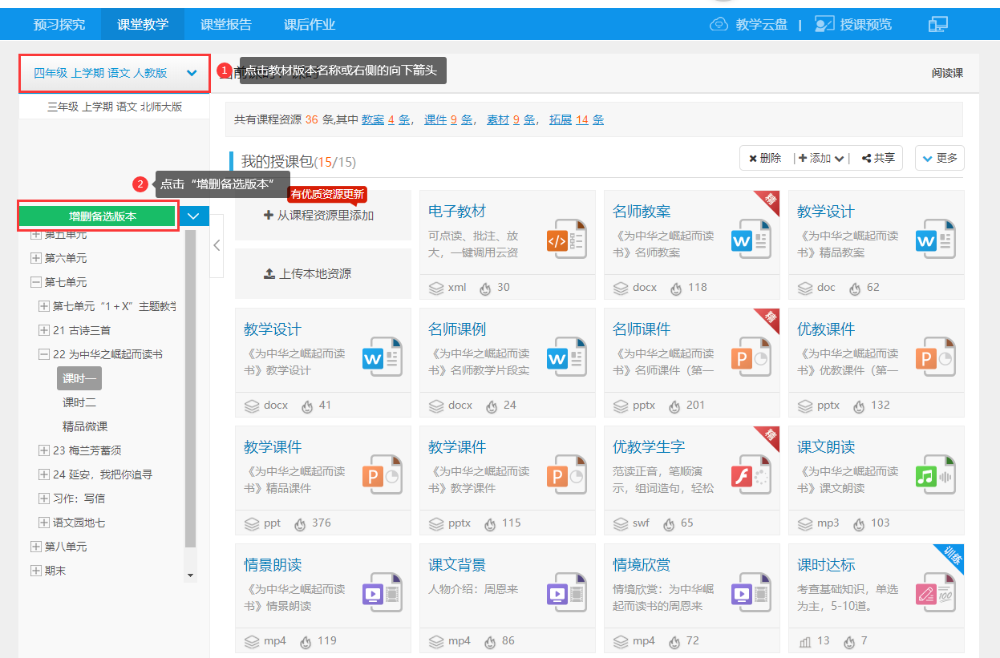 预习探究 课堂教学 课堂报告 课后作业 教学云盘 | 授课预览
四年级 上学期 语文 人教版
1 点击教材版本名称或右侧的向下箭头
阅读课
三年级 上学期 语文 北师大版
共有课程资源 36 条,其中 教案 4 条, 课件 9 条, 素材 9 条, 拓展 14 条
我的授课包(15/15)
删除 | 添加 | 共享 更多
2 点击“增删备选版本”
增删备选版本
第五单元
第六单元
第七单元
第七单元“1+X”主题教学
21 古诗三首
22 为中华之崛起而读书
课时一
课时二
精品微课
23 梅兰芳蓄须
24 延安，我把你追寻
习作：写信
语文园地七
第八单元
期末
有优质资源更新
从课程资源里添加
上传本地资源
电子教材
可点读、批注、放
大，一键调用云资
xml 30
名师教案
《为中华之崛起而读
书》名师教案
docx 118
精
教学设计
《为中华之崛起而读
书》精品教案
doc 62
教学设计
《为中华之崛起而读
书》教学设计
docx 41
名师课例
《为中华之崛起而读
书》名师教学片段实
docx 24
名师课件
《为中华之崛起而读
书》名师课件（第一
pptx 201
精
优教课件
《为中华之崛起而读
书》优教课件（第一
pptx 132
教学课件
《为中华之崛起而读
书》精品课件
ppt 376
教学课件
《为中华之崛起而读
书》教学课件
pptx 115
优教学生字
范读正音，笔顺演
示，组词造句，轻松
swf 65
精
课文朗读
《为中华之崛起而读
书》课文朗读
mp3 103
情景朗读
《为中华之崛起而读
书》情景朗读
mp4 119
课文背景
人物介绍：周恩来
mp4 86
情境欣赏
情境欣赏：为中华崛
起而读书的周恩来
mp4 72
课时达标
考查基础知识，单选
为主，5-10道。
13 7
训练